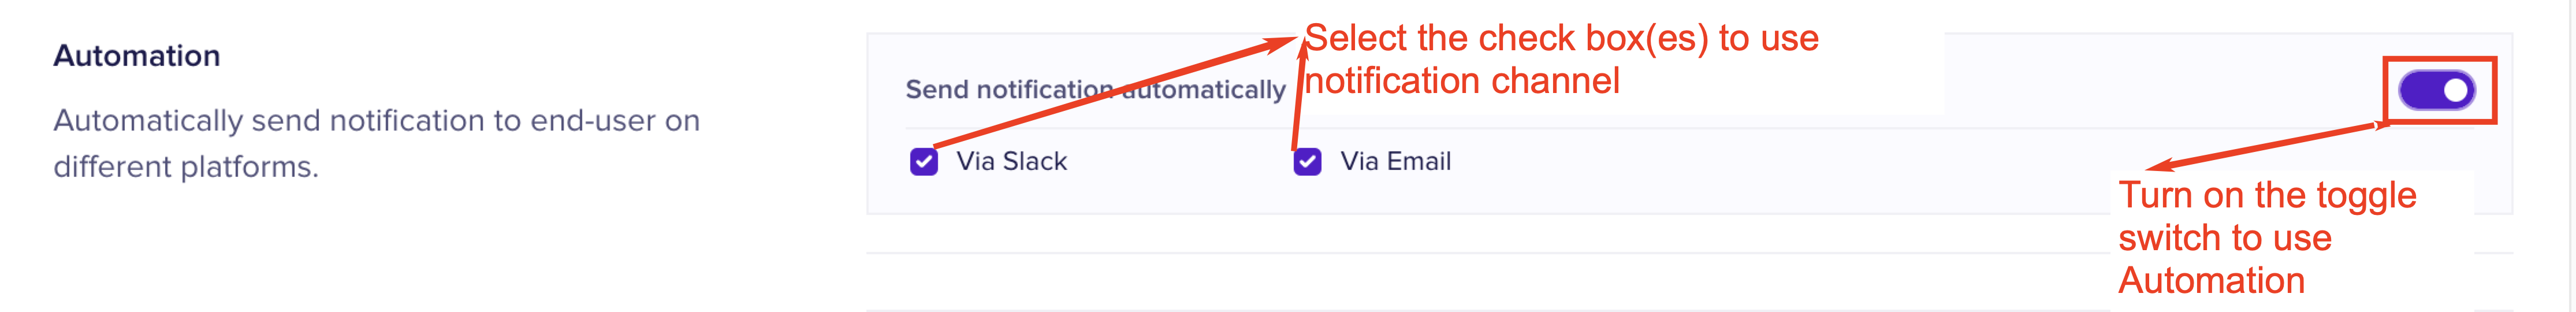 Automation
Automatically send notification to end-user on
different platforms.
Select the check box(es) to use
notification channel
Send notification automatically
Via Slack
Via Email
Turn on the toggle
switch to use
Automation